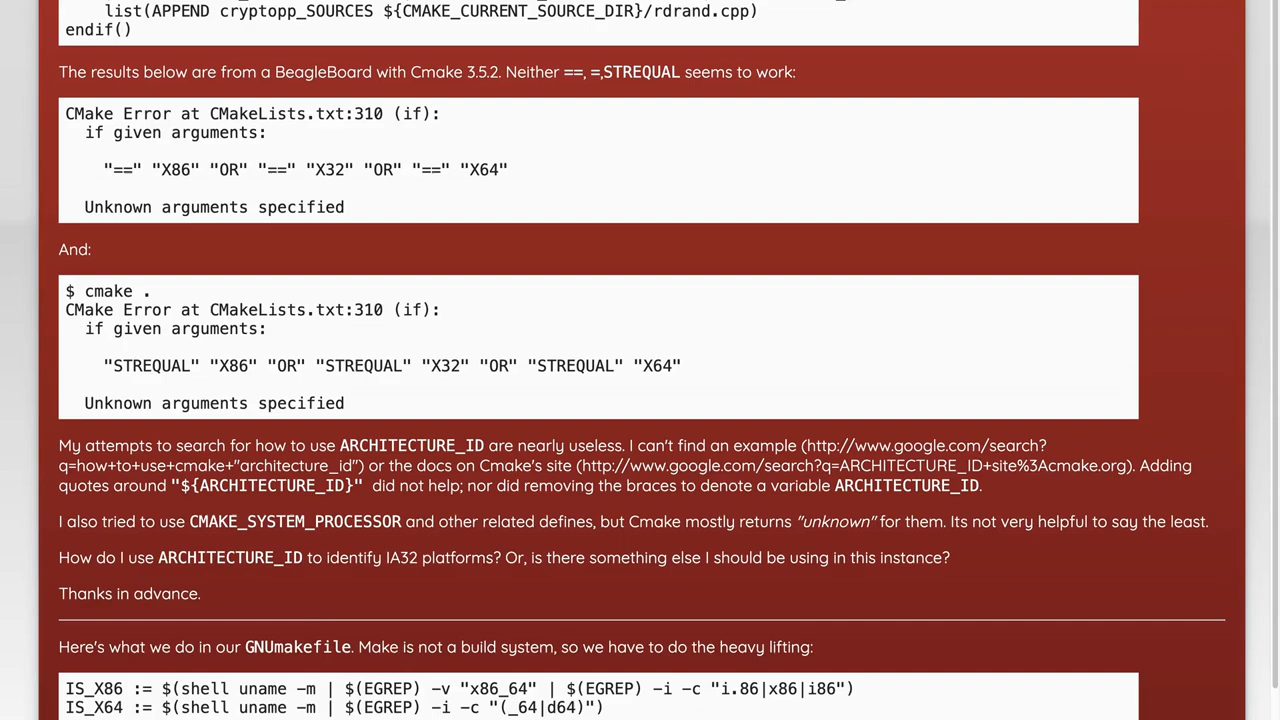 list(APPEND cryptopp_SOURCES ${CMAKE_CURRENT_SOURCE_DIR}/rdrand.cpp)
endif()
The results below are from a BeagleBoard with Cmake 3.5.2. Neither ==, =,STREQUAL seems to work:
CMake Error at CMakeLists.txt:310 (if):
if given arguments:
"==" "X86" "OR" "==" "X32" "OR" "==" "X64"
Unknown arguments specified
And:
$ cmake .
CMake Error at CMakeLists.txt:310 (if):
if given arguments:
"STREQUAL" "X86" "OR" "STREQUAL" "X32" "OR" "STREQUAL" "X64"
Unknown arguments specified
My attempts to search for how to use ARCHITECTURE_ID are nearly useless. I can't find an example (http://www.google.com/search?
q=how+to+use+cmake+"architecture_id") or the docs on Cmake's site (http://www.google.com/search?q=ARCHITECTURE_ID+site%3Acmake.org). Adding
quotes around "${ARCHITECTURE_ID}" did not help; nor did removing the braces to denote a variable ARCHITECTURE_ID.
I also tried to use CMAKE_SYSTEM_PROCESSOR and other related defines, but Cmake mostly returns "unknown" for them. Its not very helpful to say the least.
How do I use ARCHITECTURE_ID to identify IA32 platforms? Or, is there something else I should be using in this instance?
Thanks in advance.
Here's what we do in our GNUmakefile. Make is not a build system, so we have to do the heavy lifting:
IS_X86 := $(shell uname -m | $(EGREP) -v "x86_64" | $(EGREP) -i -c "i.86|x86|i86")
IS_X64 := $(shell uname -m | $(EGREP) -i -c "(_64|d64)")